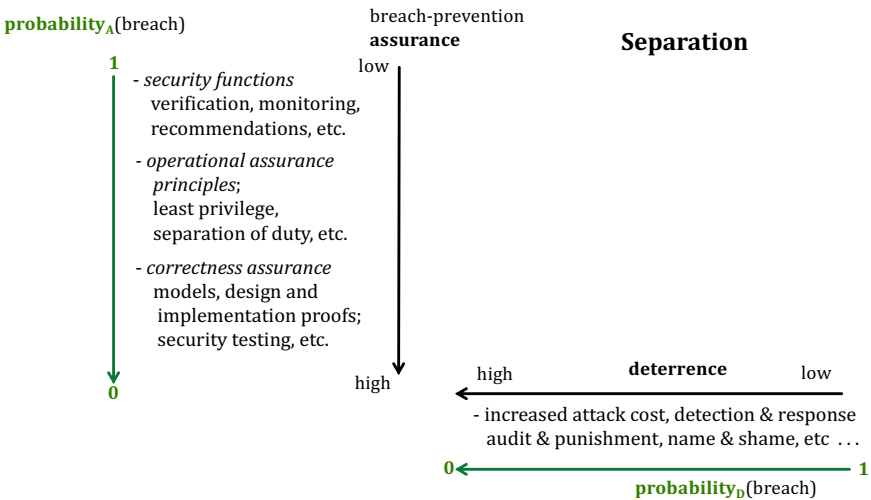 probabilityA(breach)
1
- security functions
verification, monitoring,
recommendations, etc.
- operational assurance
principles;
least privilege,
separation of duty, etc.
- correctness assurance
models, design and
implementation proofs;
security testing, etc.
0
breach-prevention
assurance
low
high
Separation
high deterrence low
- increased attack cost, detection & response
audit & punishment, name & shame, etc ...
0 1
probabilityD(breach)